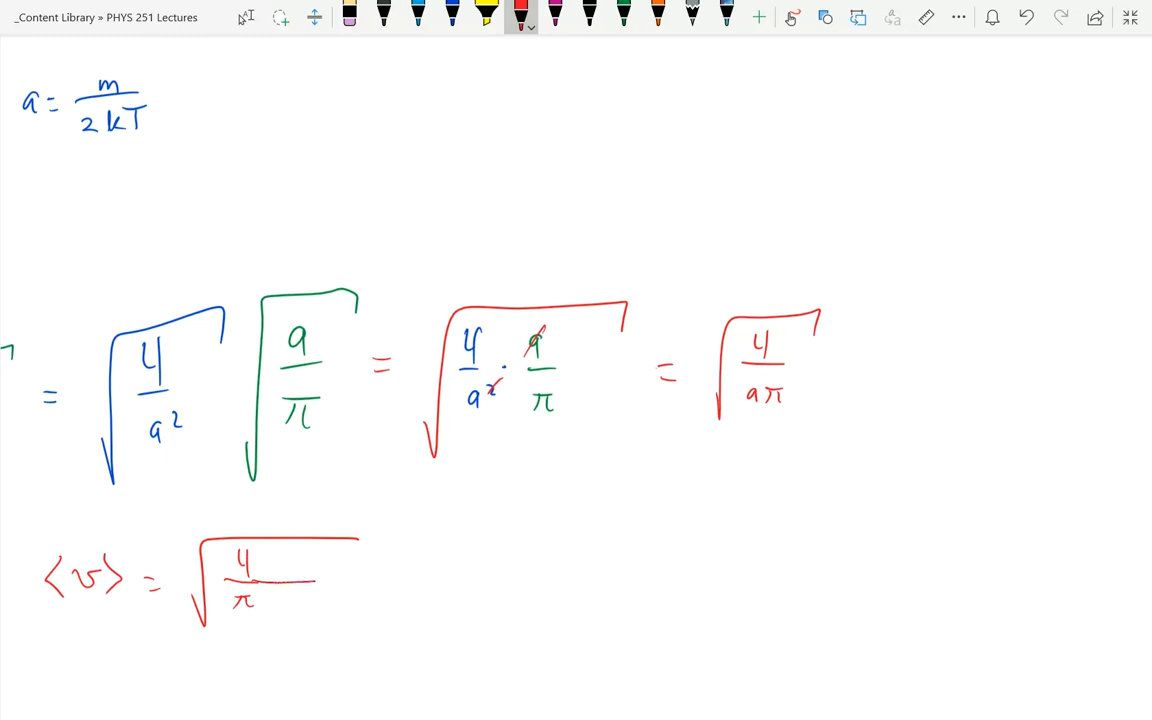 _Content Library » PHYS 251 Lectures
a = m / 2kT
= √(4 / a²) √(a / π) = √(4 / a² · a / π) = √(4 / aπ)
⟨v⟩ = √(4 / π